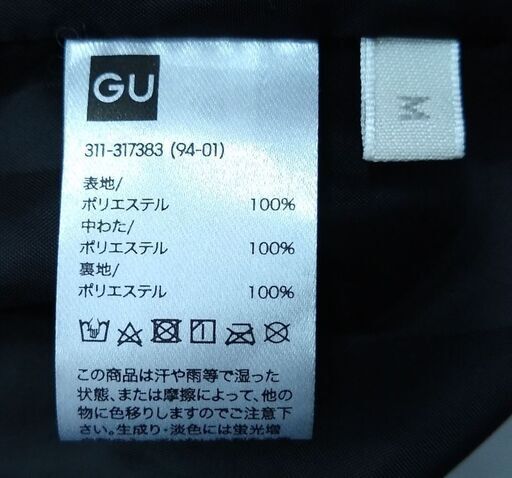 GU
M
311-317383 (94-01)
表地/
ポリエステル 100%
中わた/
ポリエステル 100%
裏地/
ポリエステル 100%
この商品は汗や雨等で湿った
状態、または摩擦によって、他の
物に色移りしますのでご注意下
さい。生成り・淡色には蛍光増